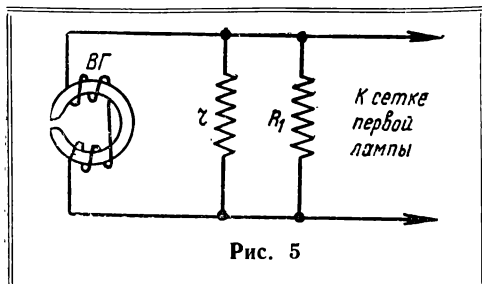 ВГ
τ
R₁
К сетке
первой
лампы
Рис. 5